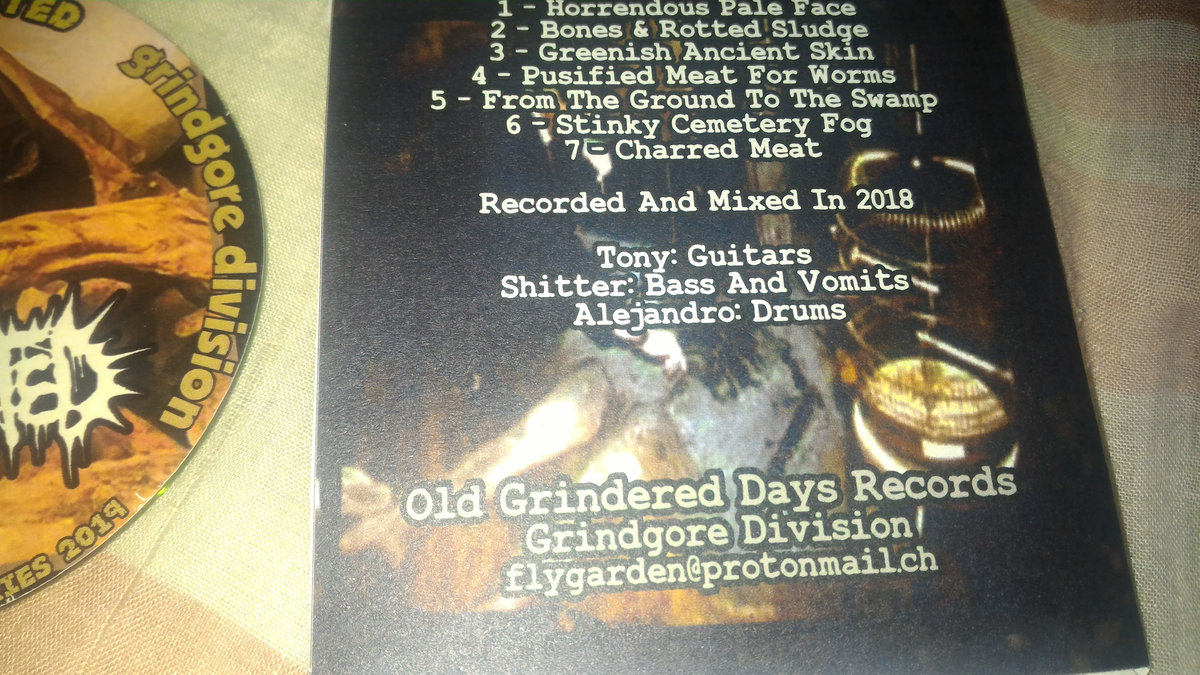 grindgore division
2019
1 - Horrendous Pale Face
2 - Bones & Rotted Sludge
3 - Greenish Ancient Skin
4 - Pusified Meat For Worms
5 - From The Ground To The Swamp
6 - Stinky Cemetery Fog
7 - Charred Meat
Recorded And Mixed In 2018
Tony: Guitars
Shitter: Bass And Vomits
Alejandro: Drums
Old Grindered Days Records
Grindgore Division
flygarden@protonmail.ch